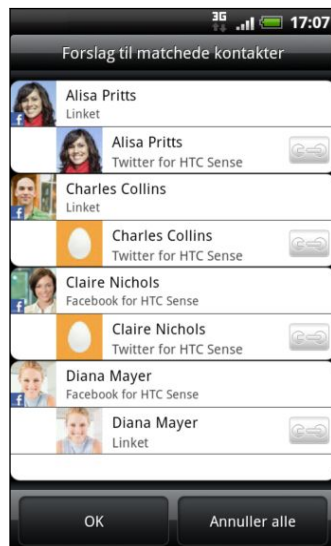 3G
17:07
Forslag til matchede kontakter
Alisa Pritts
Linket
Alisa Pritts
Twitter for HTC Sense
Charles Collins
Linket
Charles Collins
Twitter for HTC Sense
Claire Nichols
Facebook for HTC Sense
Claire Nichols
Twitter for HTC Sense
Diana Mayer
Facebook for HTC Sense
Diana Mayer
Linket
OK
Annuller alle